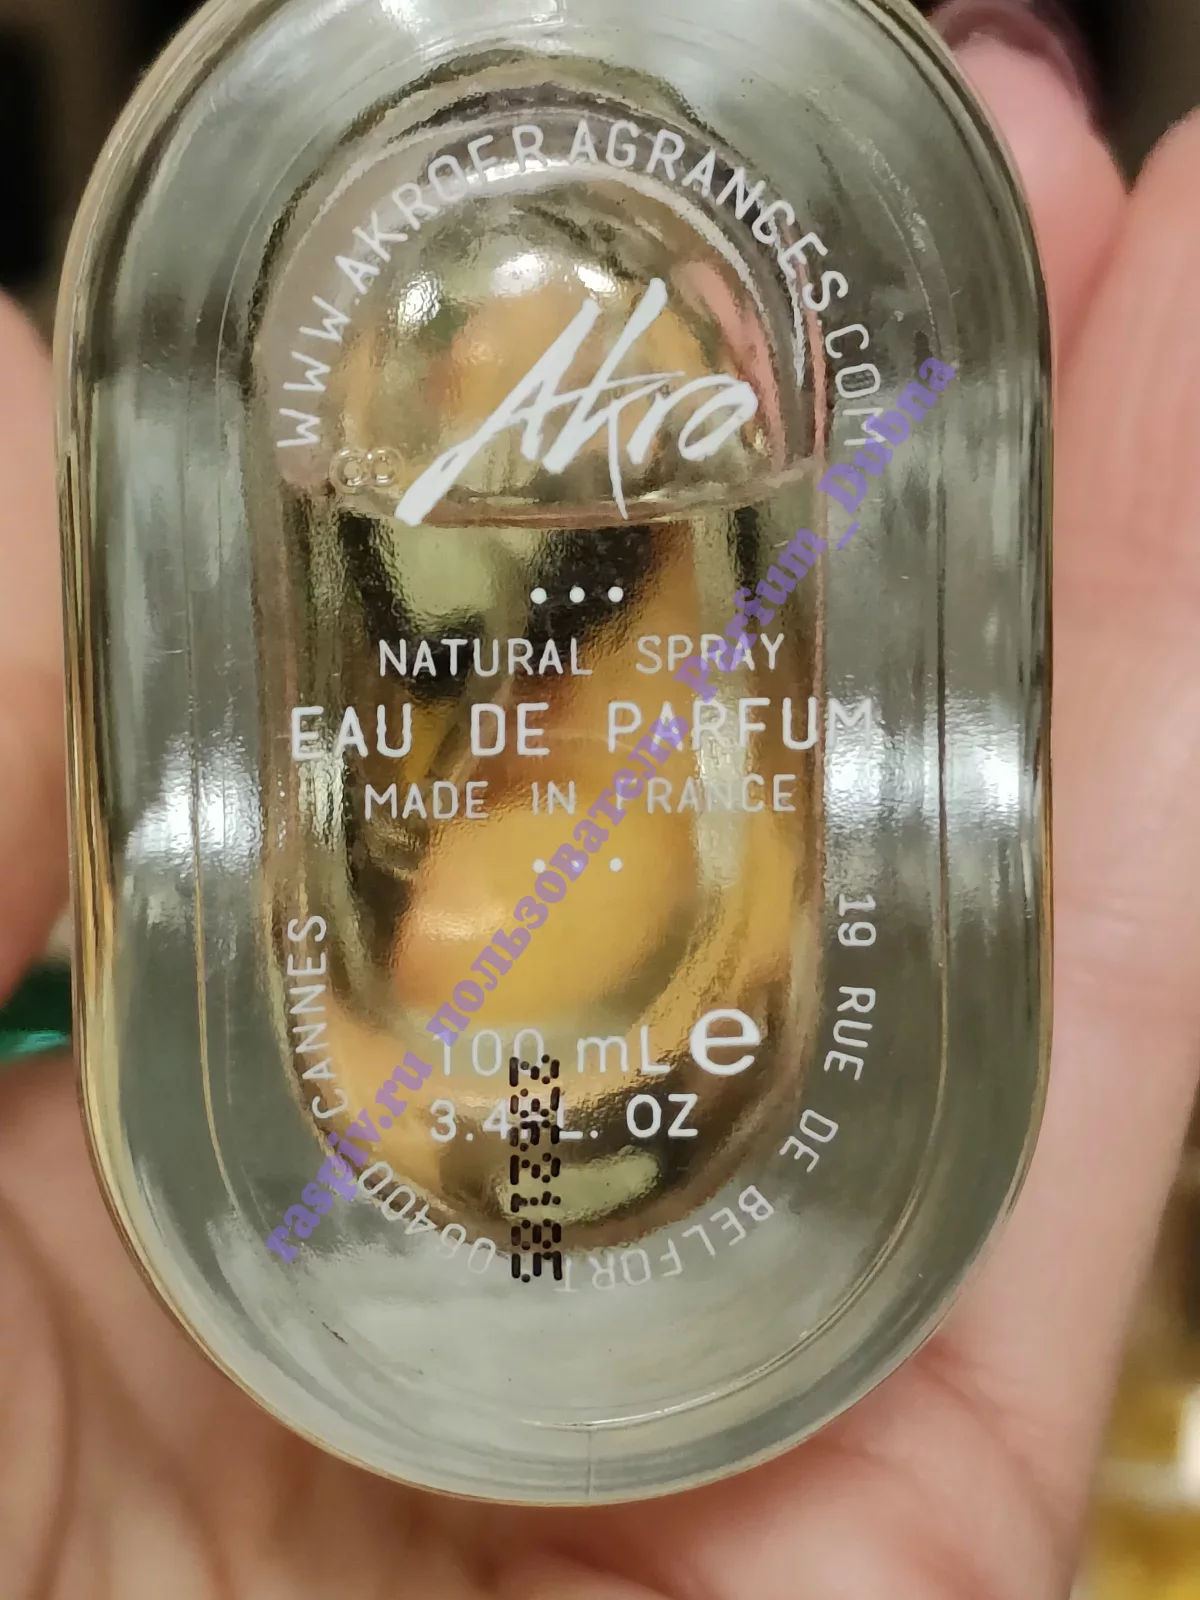 WWW.AKROFRAGRANCES.COM
Akro
NATURAL SPRAY
EAU DE PARFUM
MADE IN FRANCE
100 mL e
3.4 FL. OZ
19 RUE DE BELFORT 06400 CANNES
raspiv.ru пользователь Parfum_Dubna